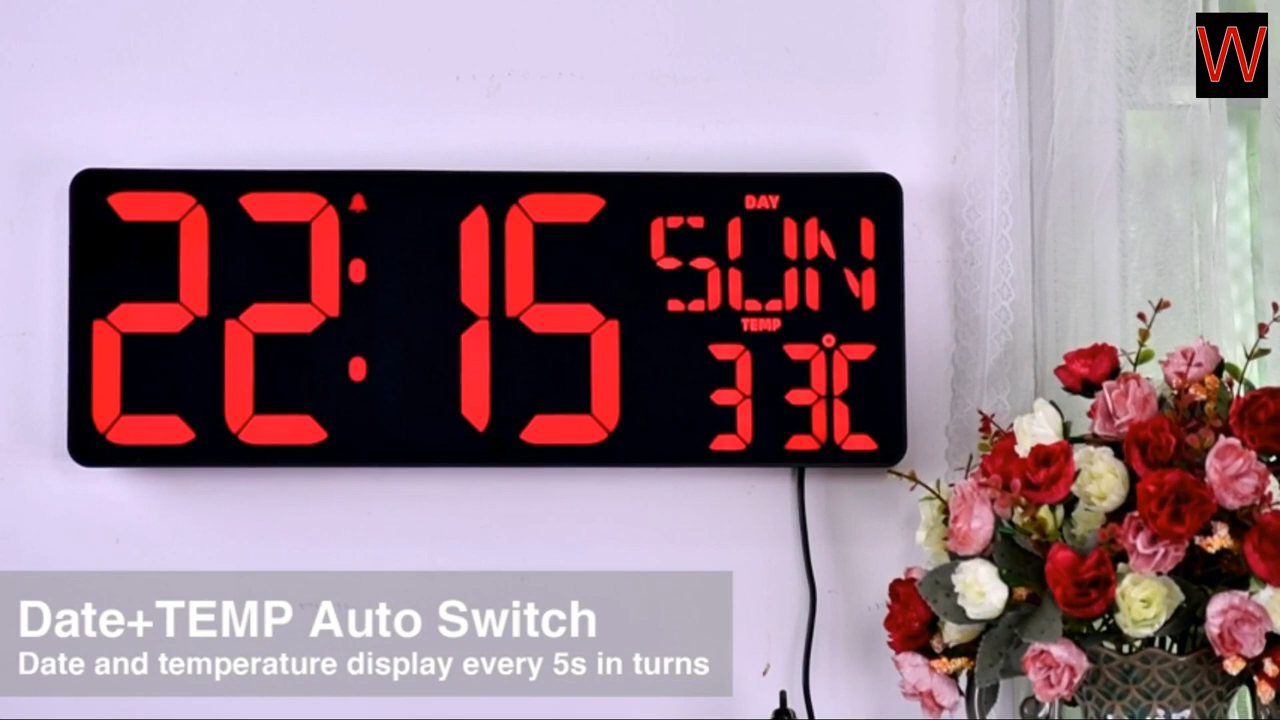 W
22:15
DAY
SUN
TEMP
33°C
Date+TEMP Auto Switch
Date and temperature display every 5s in turns